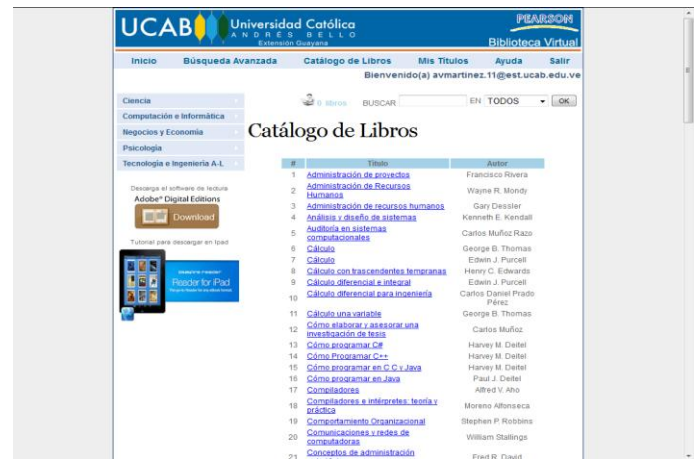 UCAB Universidad Católica
ANDRÉS BELLO
Extensión Guayana
PEARSON
Biblioteca Virtual
Inicio Búsqueda Avanzada Catálogo de Libros Mis Títulos Ayuda Salir
Bienvenido(a) avmartinez.11@est.ucab.edu.ve
0 libros BUSCAR EN TODOS OK
Ciencia
Computación e Informática
Negocios y Economía
Psicología
Tecnología e Ingeniería A-L
Descarga el software de lectura
Adobe® Digital Editions
Download
Tutorial para descargar en Ipad
Reader for iPad
Catálogo de Libros
# Título Autor
1 Administración de proyectos Francisco Rivera
2 Administración de Recursos Humanos Wayne R. Mondy
3 Administración de recursos humanos Gary Dessler
4 Análisis y diseño de sistemas Kenneth E. Kendall
5 Auditoría en sistemas computacionales Carlos Muñoz Razo
6 Cálculo George B. Thomas
7 Cálculo Edwin J. Purcell
8 Cálculo con trascendentes tempranas Henry C. Edwards
9 Cálculo diferencial e integral Edwin J. Purcell
10 Cálculo diferencial para ingeniería Carlos Daniel Prado Pérez
11 Cálculo una variable George B. Thomas
12 Cómo elaborar y asesorar una investigación de tesis Carlos Muñoz
13 Cómo programar C# Harvey M. Deitel
14 Cómo Programar C++ Harvey M. Deitel
15 Cómo programar en C C y Java Harvey M. Deitel
16 Cómo programar en Java Paul J. Deitel
17 Compiladores Alfred V. Aho
18 Compiladores e intérpretes: teoría y práctica Moreno Alfonseca
19 Comportamiento Organizacional Stephen P. Robbins
20 Comunicaciones y redes de computadoras William Stallings
21 Conceptos de administración Fred R. David